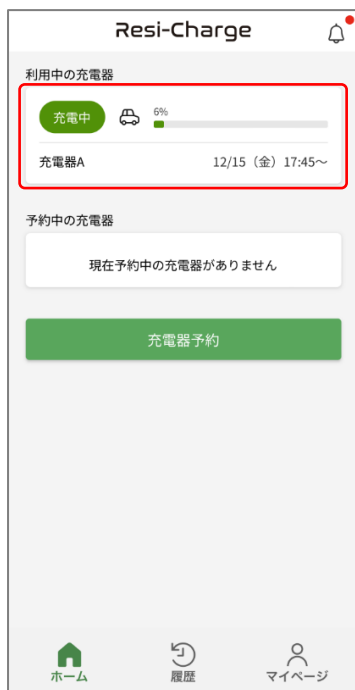 Resi-Charge
利用中の充電器
充電中 6%
充電器A 12/15（金）17:45～
予約中の充電器
現在予約中の充電器がありません
充電器予約
ホーム 履歴 マイページ